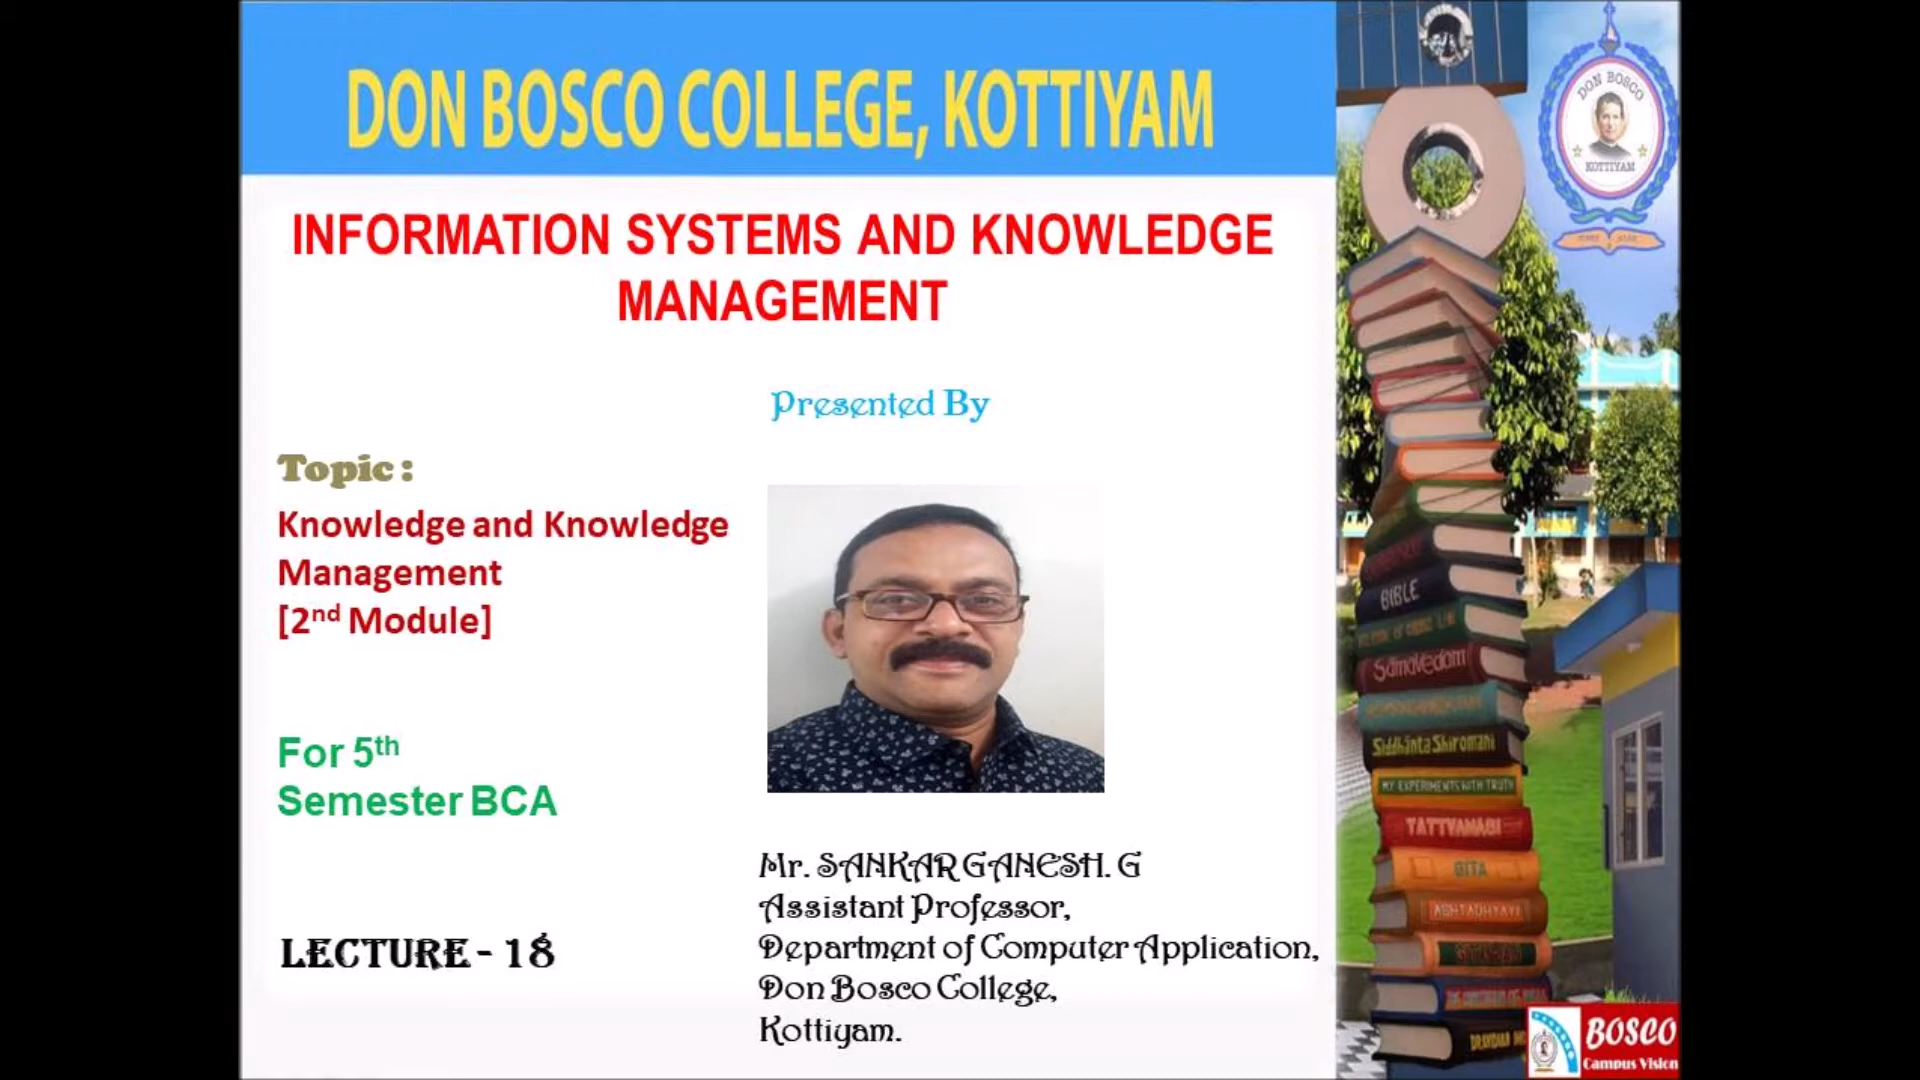 DON BOSCO COLLEGE, KOTTIYAM
INFORMATION SYSTEMS AND KNOWLEDGE
MANAGEMENT
Presented By
Topic :
Knowledge and Knowledge
Management
[2nd Module]
For 5th
Semester BCA
LECTURE - 18
Mr. SANKAR GANESH. G
Assistant Professor,
Department of Computer Application,
Don Bosco College,
Kottiyam.
DON BOSCO
KOTTIYAM
BIBLE
Samavedam
Siddhanta Shiromani
MY EXPERIMENTS WITH TRUTH
TATTVAMASI
GITA
BOSCO
Campus Vision